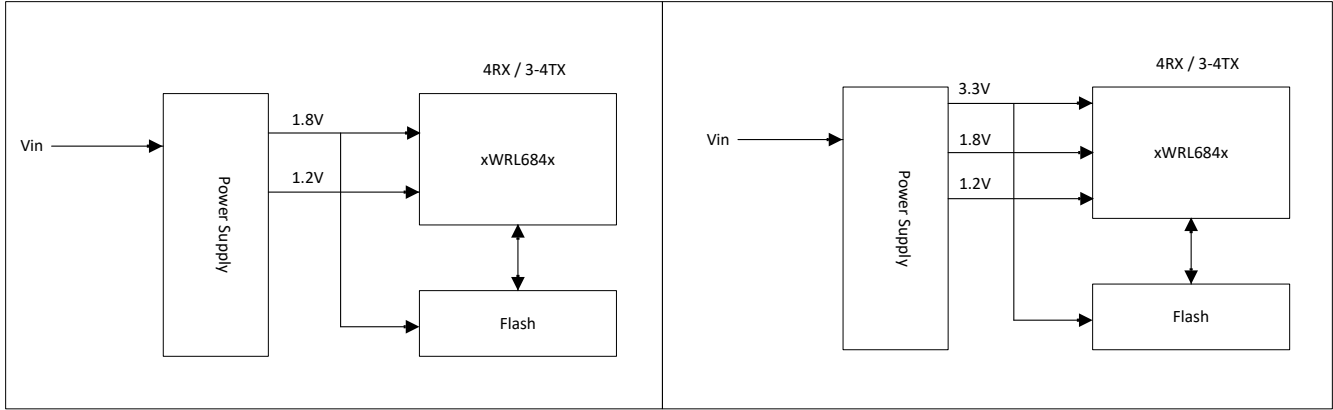 4RX / 3-4TX
1.8V
Vin
xWRL684x
1.2V
Power Supply
Flash
4RX / 3-4TX
3.3V
Vin
1.8V
xWRL684x
1.2V
Power Supply
Flash